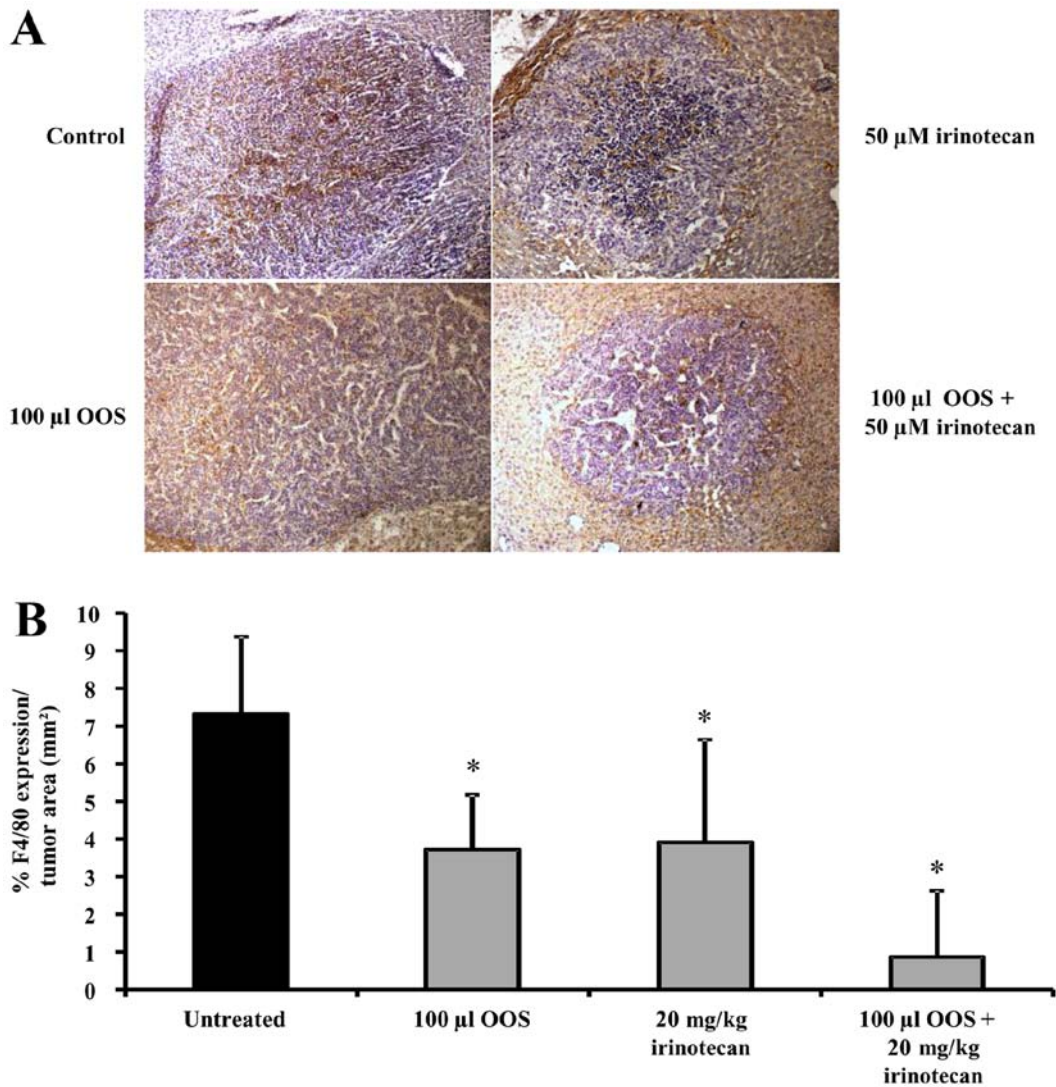 A
Control
50 μM irinotecan
100 μl OOS
100 μl OOS +
50 μM irinotecan
B
% F4/80 expression/
tumor area (mm²)
10
9
8
7
6
5
4
3
2
1
0
*
*
*
Untreated
100 μl OOS
20 mg/kg
irinotecan
100 μl OOS +
20 mg/kg
irinotecan